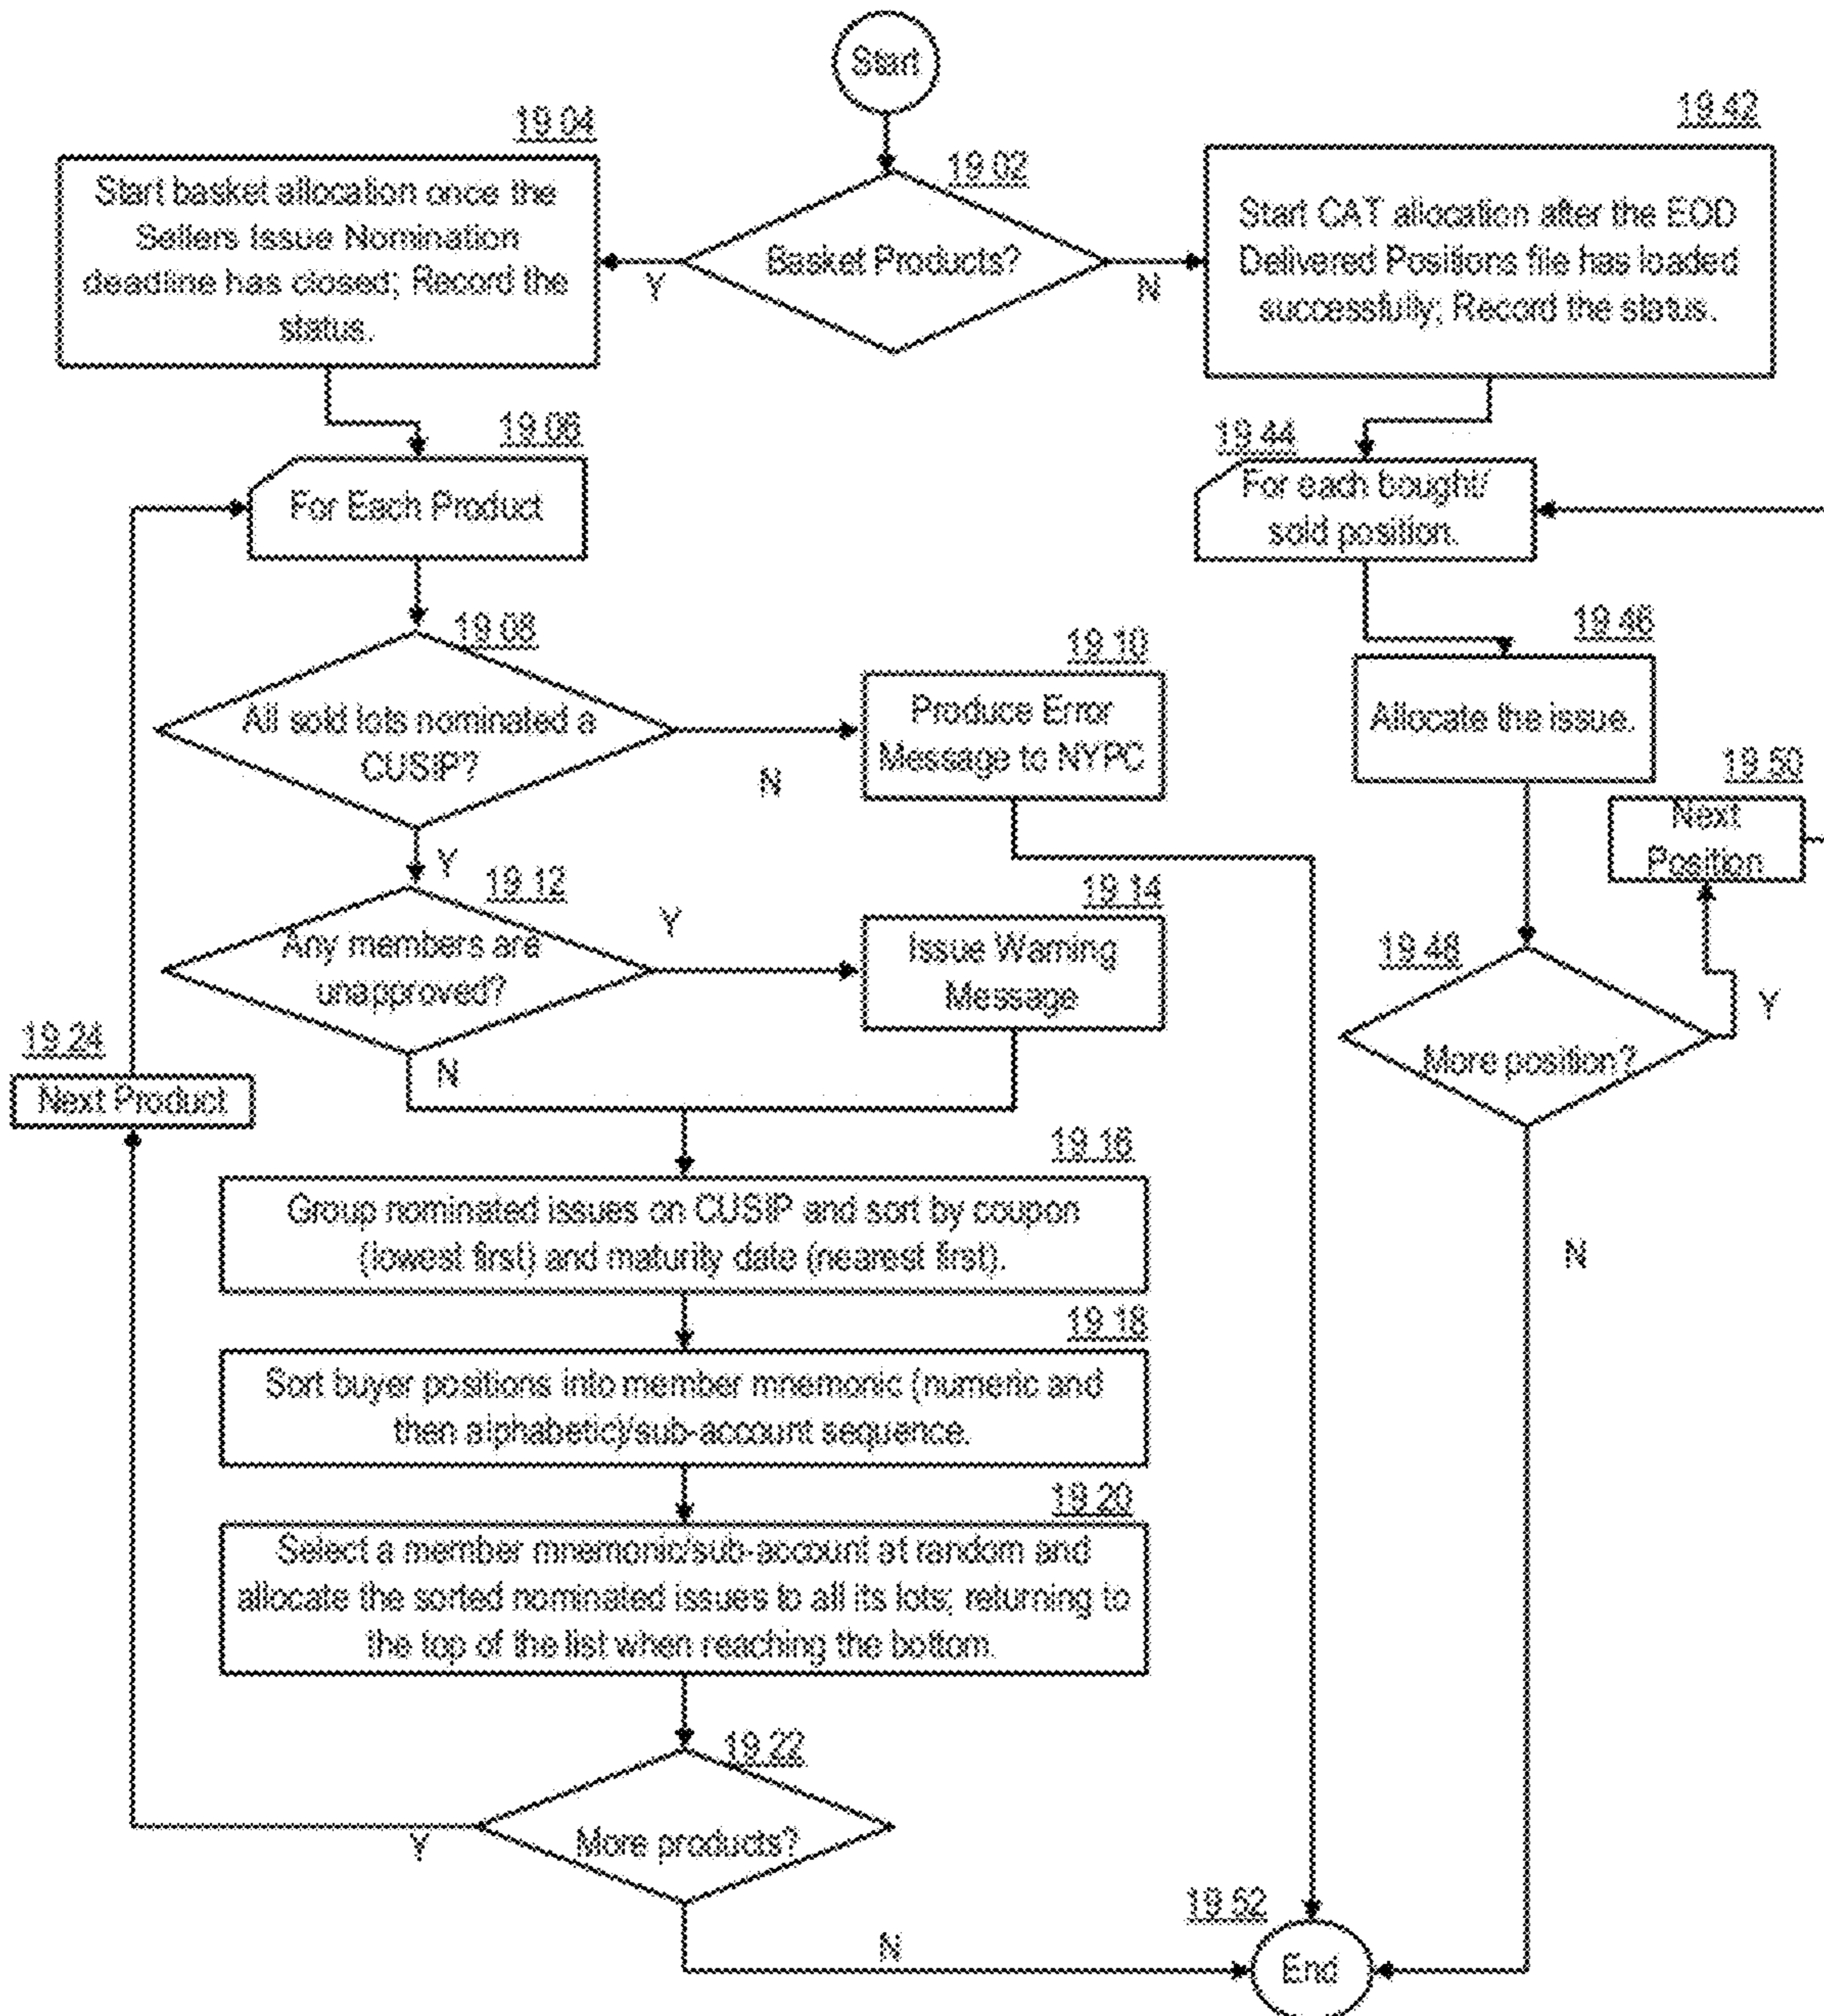 Start
19.04
Start basket allocation once the
Sellers Issue Nomination
deadline has closed; Record the
status.
19.02
Basket Products?
Y
N
19.42
Start CAT allocation after the EOD
Delivered Positions file has loaded
successfully; Record the status.
19.06
For Each Product
19.44
For each bought/
sold position.
19.08
All sold lots nominated a
CUSIP?
N
Y
19.10
Produce Error
Message to NYPC
19.46
Allocate the issue.
19.50
Next
Position
19.12
Any members are
unapproved?
Y
N
19.14
Issue Warning
Message
19.48
More position?
Y
N
19.24
Next Product
19.16
Group nominated issues on CUSIP and sort by coupon
(lowest first) and maturity date (nearest first).
19.18
Sort buyer positions into member mnemonic (numeric and
then alphabetic)/sub-account sequence.
19.20
Select a member mnemonic/sub-account at random and
allocate the sorted nominated issues to all its lots; returning to
the top of the list when reaching the bottom.
19.22
More products?
Y
N
19.52
End